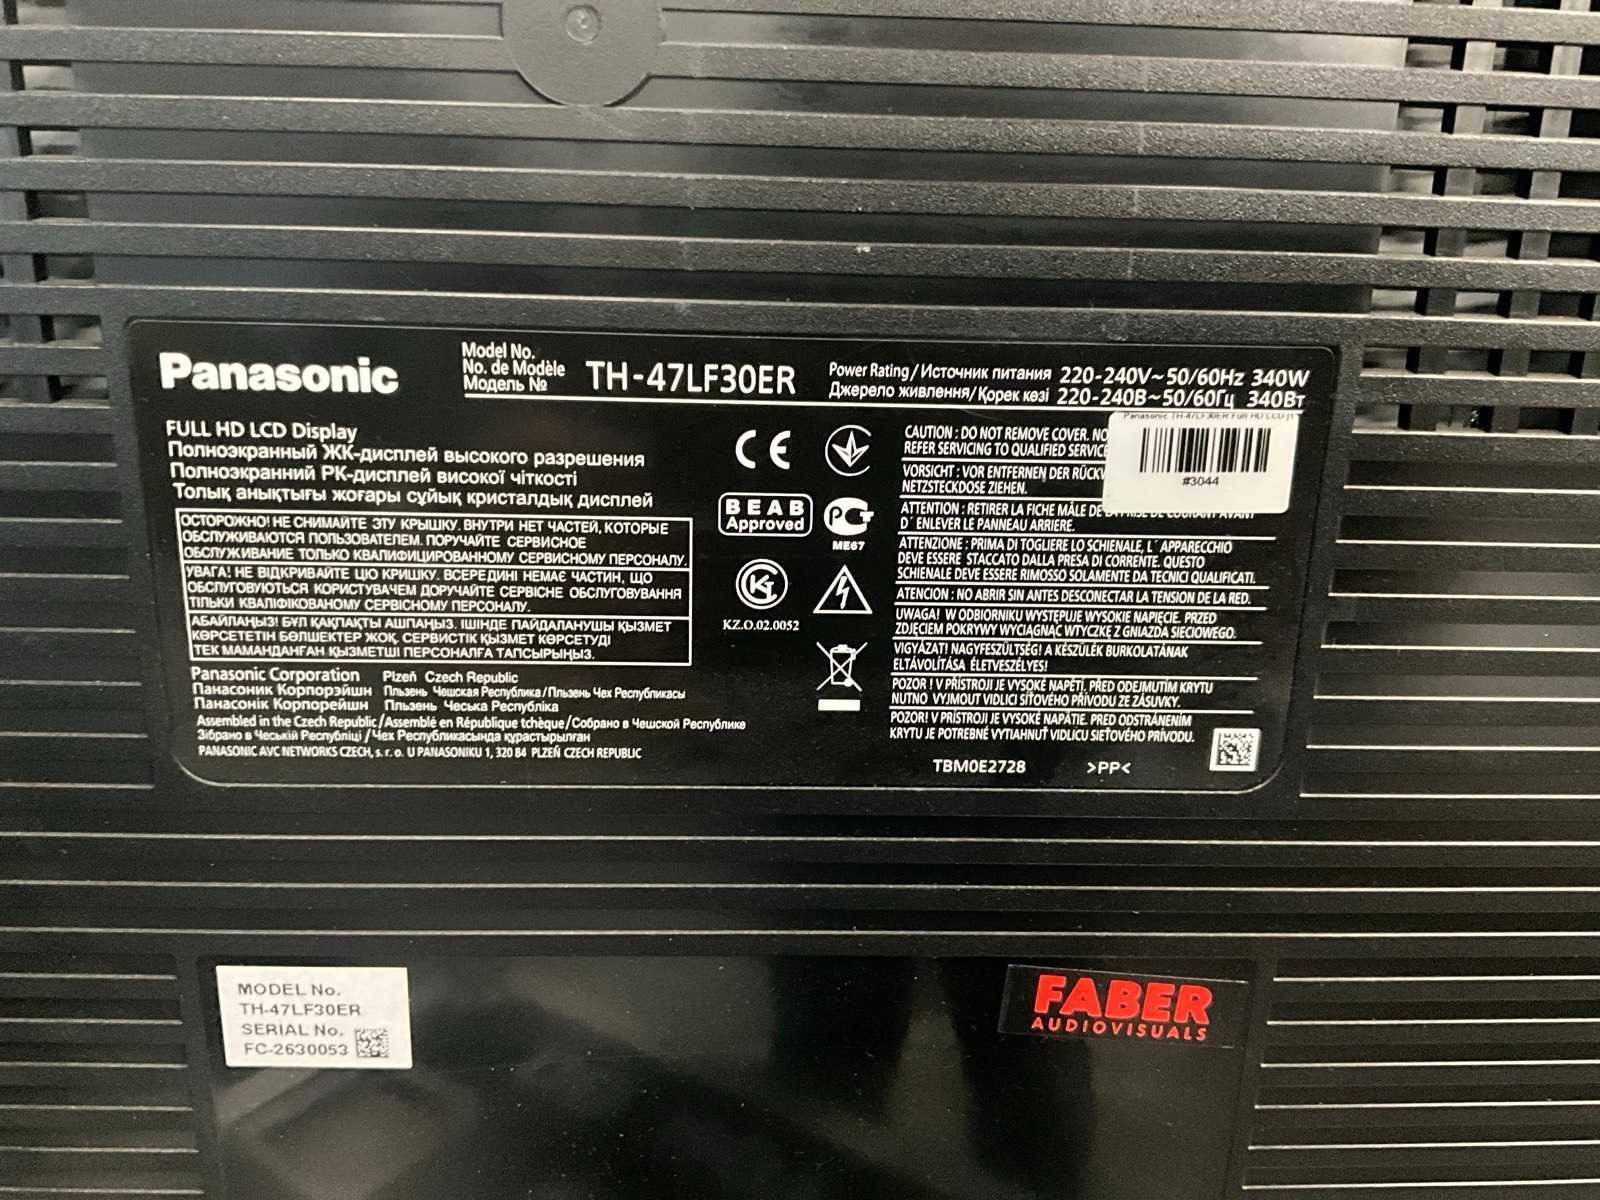 Panasonic
Model No.
No. de Modèle
Модель №
TH-47LF30ER
Power Rating/Источник питания 220-240V~50/60Hz 340W
Джерело живлення/Қорек көзі 220-240В~50/60Гц 340Вт
FULL HD LCD Display
Полноэкранный ЖК-дисплей высокого разрешения
Полноэкранний РК-дисплей високої чіткості
Толық анықтығы жоғары сұйық кристалдық дисплей
ОСТОРОЖНО! НЕ СНИМАЙТЕ ЭТУ КРЫШКУ. ВНУТРИ НЕТ ЧАСТЕЙ, КОТОРЫЕ
ОБСЛУЖИВАЮТСЯ ПОЛЬЗОВАТЕЛЕМ. ПОРУЧАЙТЕ СЕРВИСНОЕ
ОБСЛУЖИВАНИЕ ТОЛЬКО КВАЛИФИЦИРОВАННОМУ СЕРВИСНОМУ ПЕРСОНАЛУ.
УВАГА! НЕ ВІДКРИВАЙТЕ ЦЮ КРИШКУ. ВСЕРЕДИНІ НЕМАЄ ЧАСТИН, ЩО
ОБСЛУГОВУЮТЬСЯ КОРИСТУВАЧЕМ ДОРУЧАЙТЕ СЕРВІСНЕ ОБСЛУГОВУВАННЯ
ТІЛЬКИ КВАЛІФІКОВАНОМУ СЕРВІСНОМУ ПЕРСОНАЛУ.
АБАЙЛАҢЫЗ! БҰЛ ҚАҚПАҚТЫ АШПАҢЫЗ. ІШІНДЕ ПАЙДАЛАНУШЫ ҚЫЗМЕТ
КӨРСЕТЕТІН БӨЛШЕКТЕР ЖОҚ. СЕРВИСТІК ҚЫЗМЕТ КӨРСЕТУДІ
ТЕК МАМАНДАНҒАН ҚЫЗМЕТШІ ПЕРСОНАЛҒА ТАПСЫРЫҢЫЗ.
Panasonic Corporation Plzeň Czech Republic
Панасоник Корпорэйшн Пльзень Чешская Республика/Пльзень Чех Республикасы
Панасонік Корпорейшн Пльзень Чеська Республіка
Assembled in the Czech Republic/Assemblé en République tchèque/Собрано в Чешской Республике
Зібрано в Чеській Республіці/Чех Республикасында құрастырылған
PANASONIC AVC NETWORKS CZECH, s. r. o. U PANASONIKU 1, 320 84 PLZEŇ CZECH REPUBLIC
CE
BEAB
Approved
РСТ
ME67
KZ.O.02.0052
CAUTION : DO NOT REMOVE COVER. NO
REFER SERVICING TO QUALIFIED SERVICE
VORSICHT : VOR ENTFERNEN DER RÜCKW
NETZSTECKDOSE ZIEHEN.
ATTENTION : RETIRER LA FICHE MÂLE DE LA PRISE DE COURANT AVANT
D´ ENLEVER LE PANNEAU ARRIERE.
ATTENZIONE : PRIMA DI TOGLIERE LO SCHIENALE, L´ APPARECCHIO
DEVE ESSERE STACCATO DALLA PRESA DI CORRENTE. QUESTO
SCHIENALE DEVE ESSERE RIMOSSO SOLAMENTE DA TECNICI QUALIFICATI.
ATENCION : NO ABRIR SIN ANTES DESCONECTAR LA TENSION DE LA RED.
UWAGA! W ODBIORNIKU WYSTĘPUJE WYSOKIE NAPIĘCIE. PRZED
ZDJĘCIEM POKRYWY WYCIĄGNĄĆ WTYCZKĘ Z GNIAZDA SIECIOWEGO.
VIGYÁZAT! NAGYFESZÜLTSÉG! A KÉSZÜLÉK BURKOLATÁNAK
ELTÁVOLÍTÁSA ÉLETVESZÉLYES!
POZOR ! V PŘÍSTROJI JE VYSOKÉ NAPĚTÍ. PŘED ODEJMUTÍM KRYTU
NUTNO VYJMOUT VIDLICI SÍŤOVÉHO PŘÍVODU ZE ZÁSUVKY.
POZOR! V PRÍSTROJI JE VYSOKÉ NAPÄTIE. PRED ODSTRÁNENÍM
KRYTU JE POTREBNÉ VYTIAHNUŤ VIDLICU SIEŤOVÉHO PRÍVODU.
TBM0E2728 >PP<
Panasonic TH-47LF30ER Full HD LCD
#3044
MODEL No.
TH-47LF30ER
SERIAL No.
FC-2630053
FABER
AUDIOVISUALS